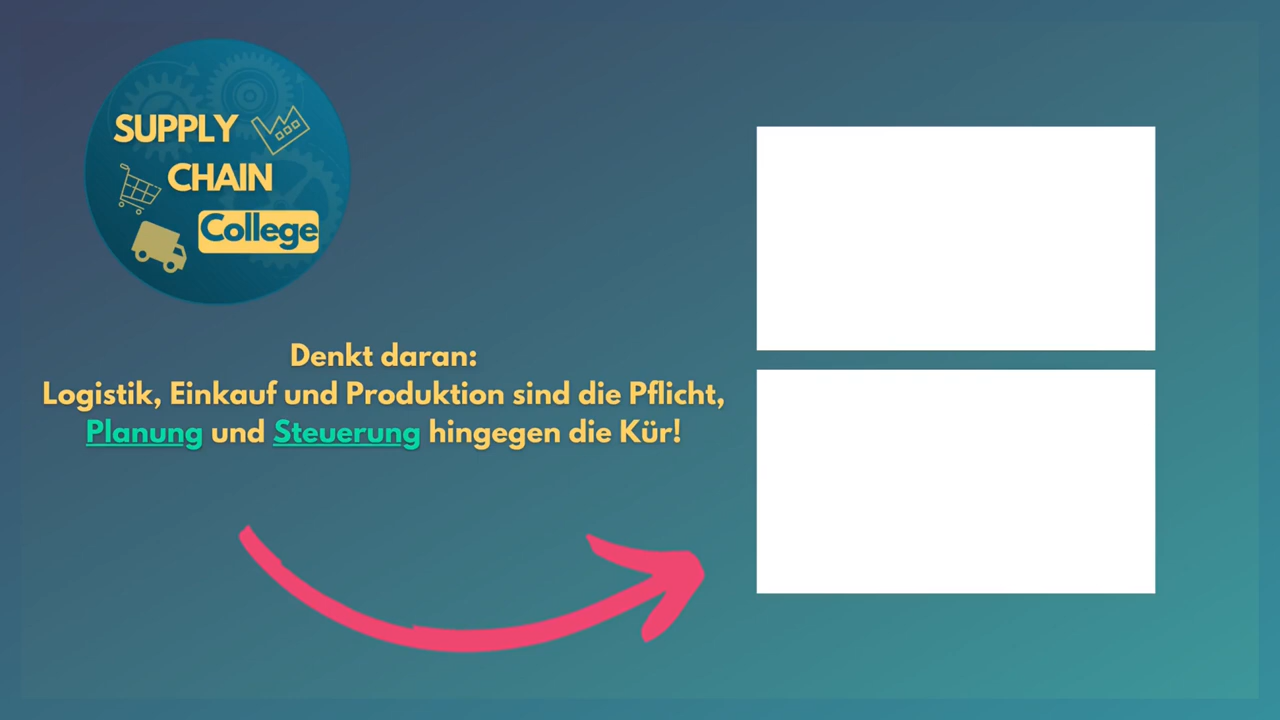 SUPPLY
CHAIN
College
Denkt daran:
Logistik, Einkauf und Produktion sind die Pflicht,
Planung und Steuerung hingegen die Kür!